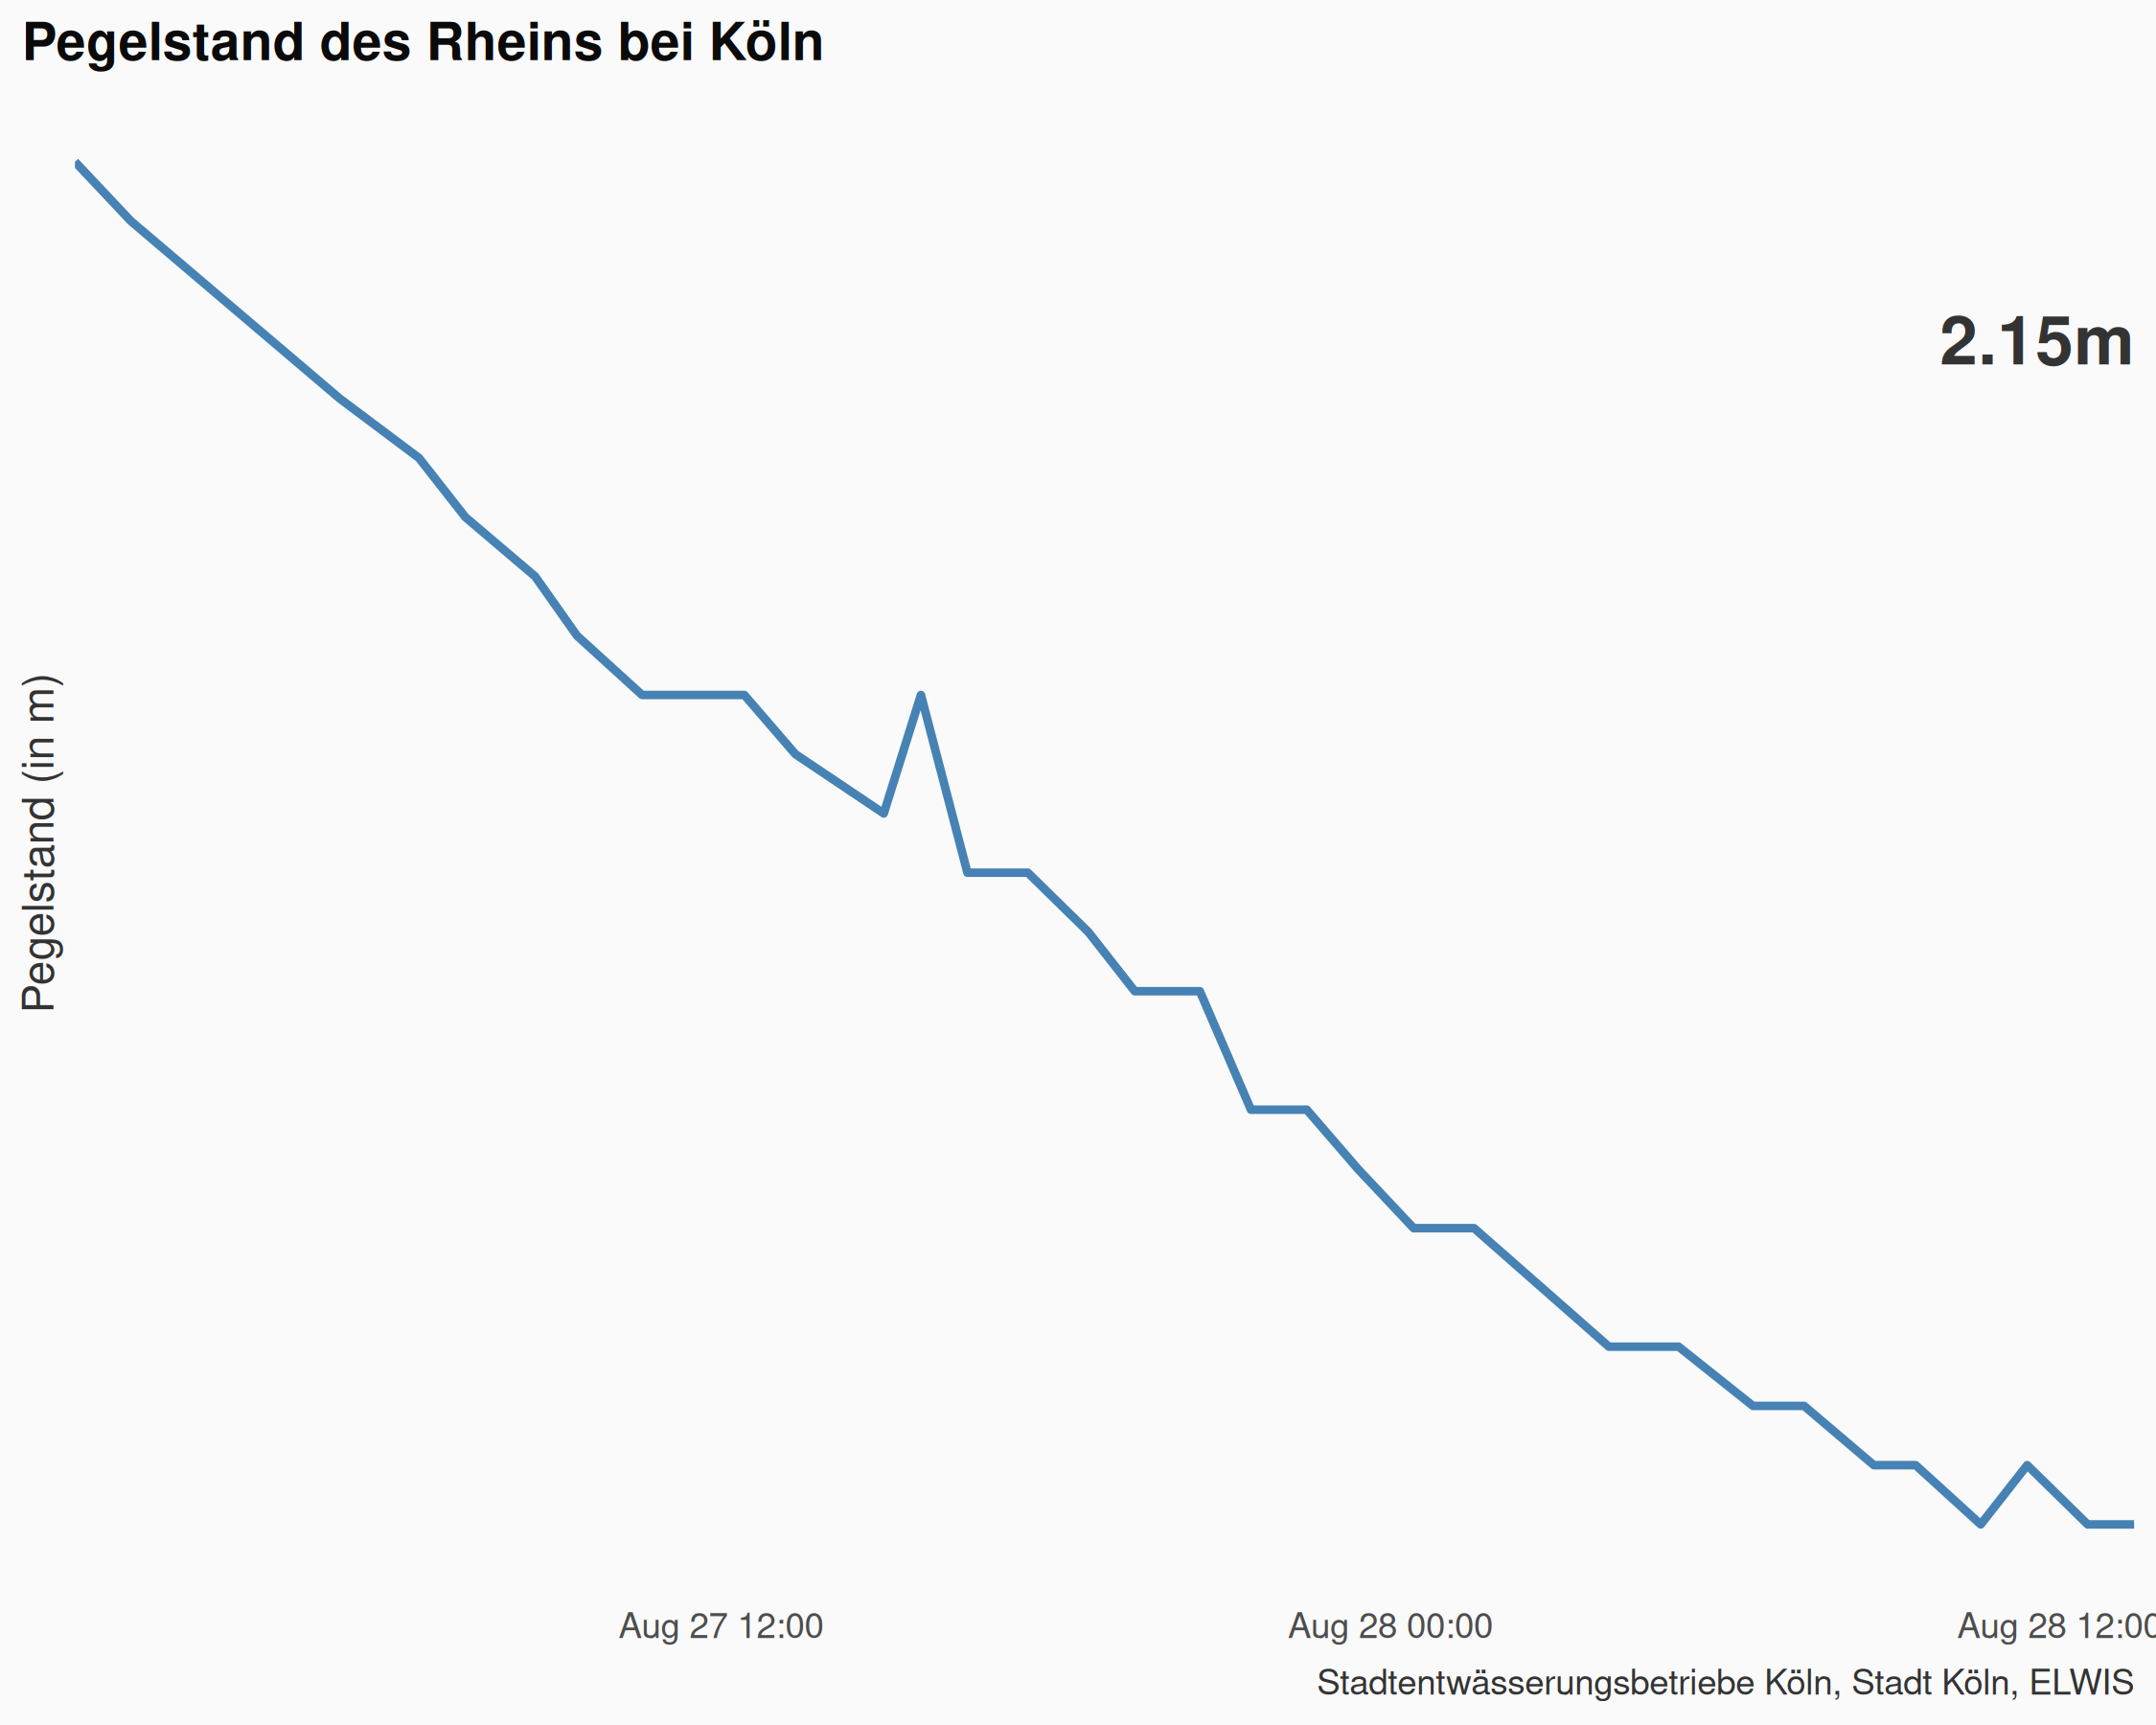 Pegelstand des Rheins bei Köln
2.15m
Pegelstand (in m)
Aug 27 12:00
Aug 28 00:00
Aug 28 12:00
Stadtentwässerungsbetriebe Köln, Stadt Köln, ELWIS